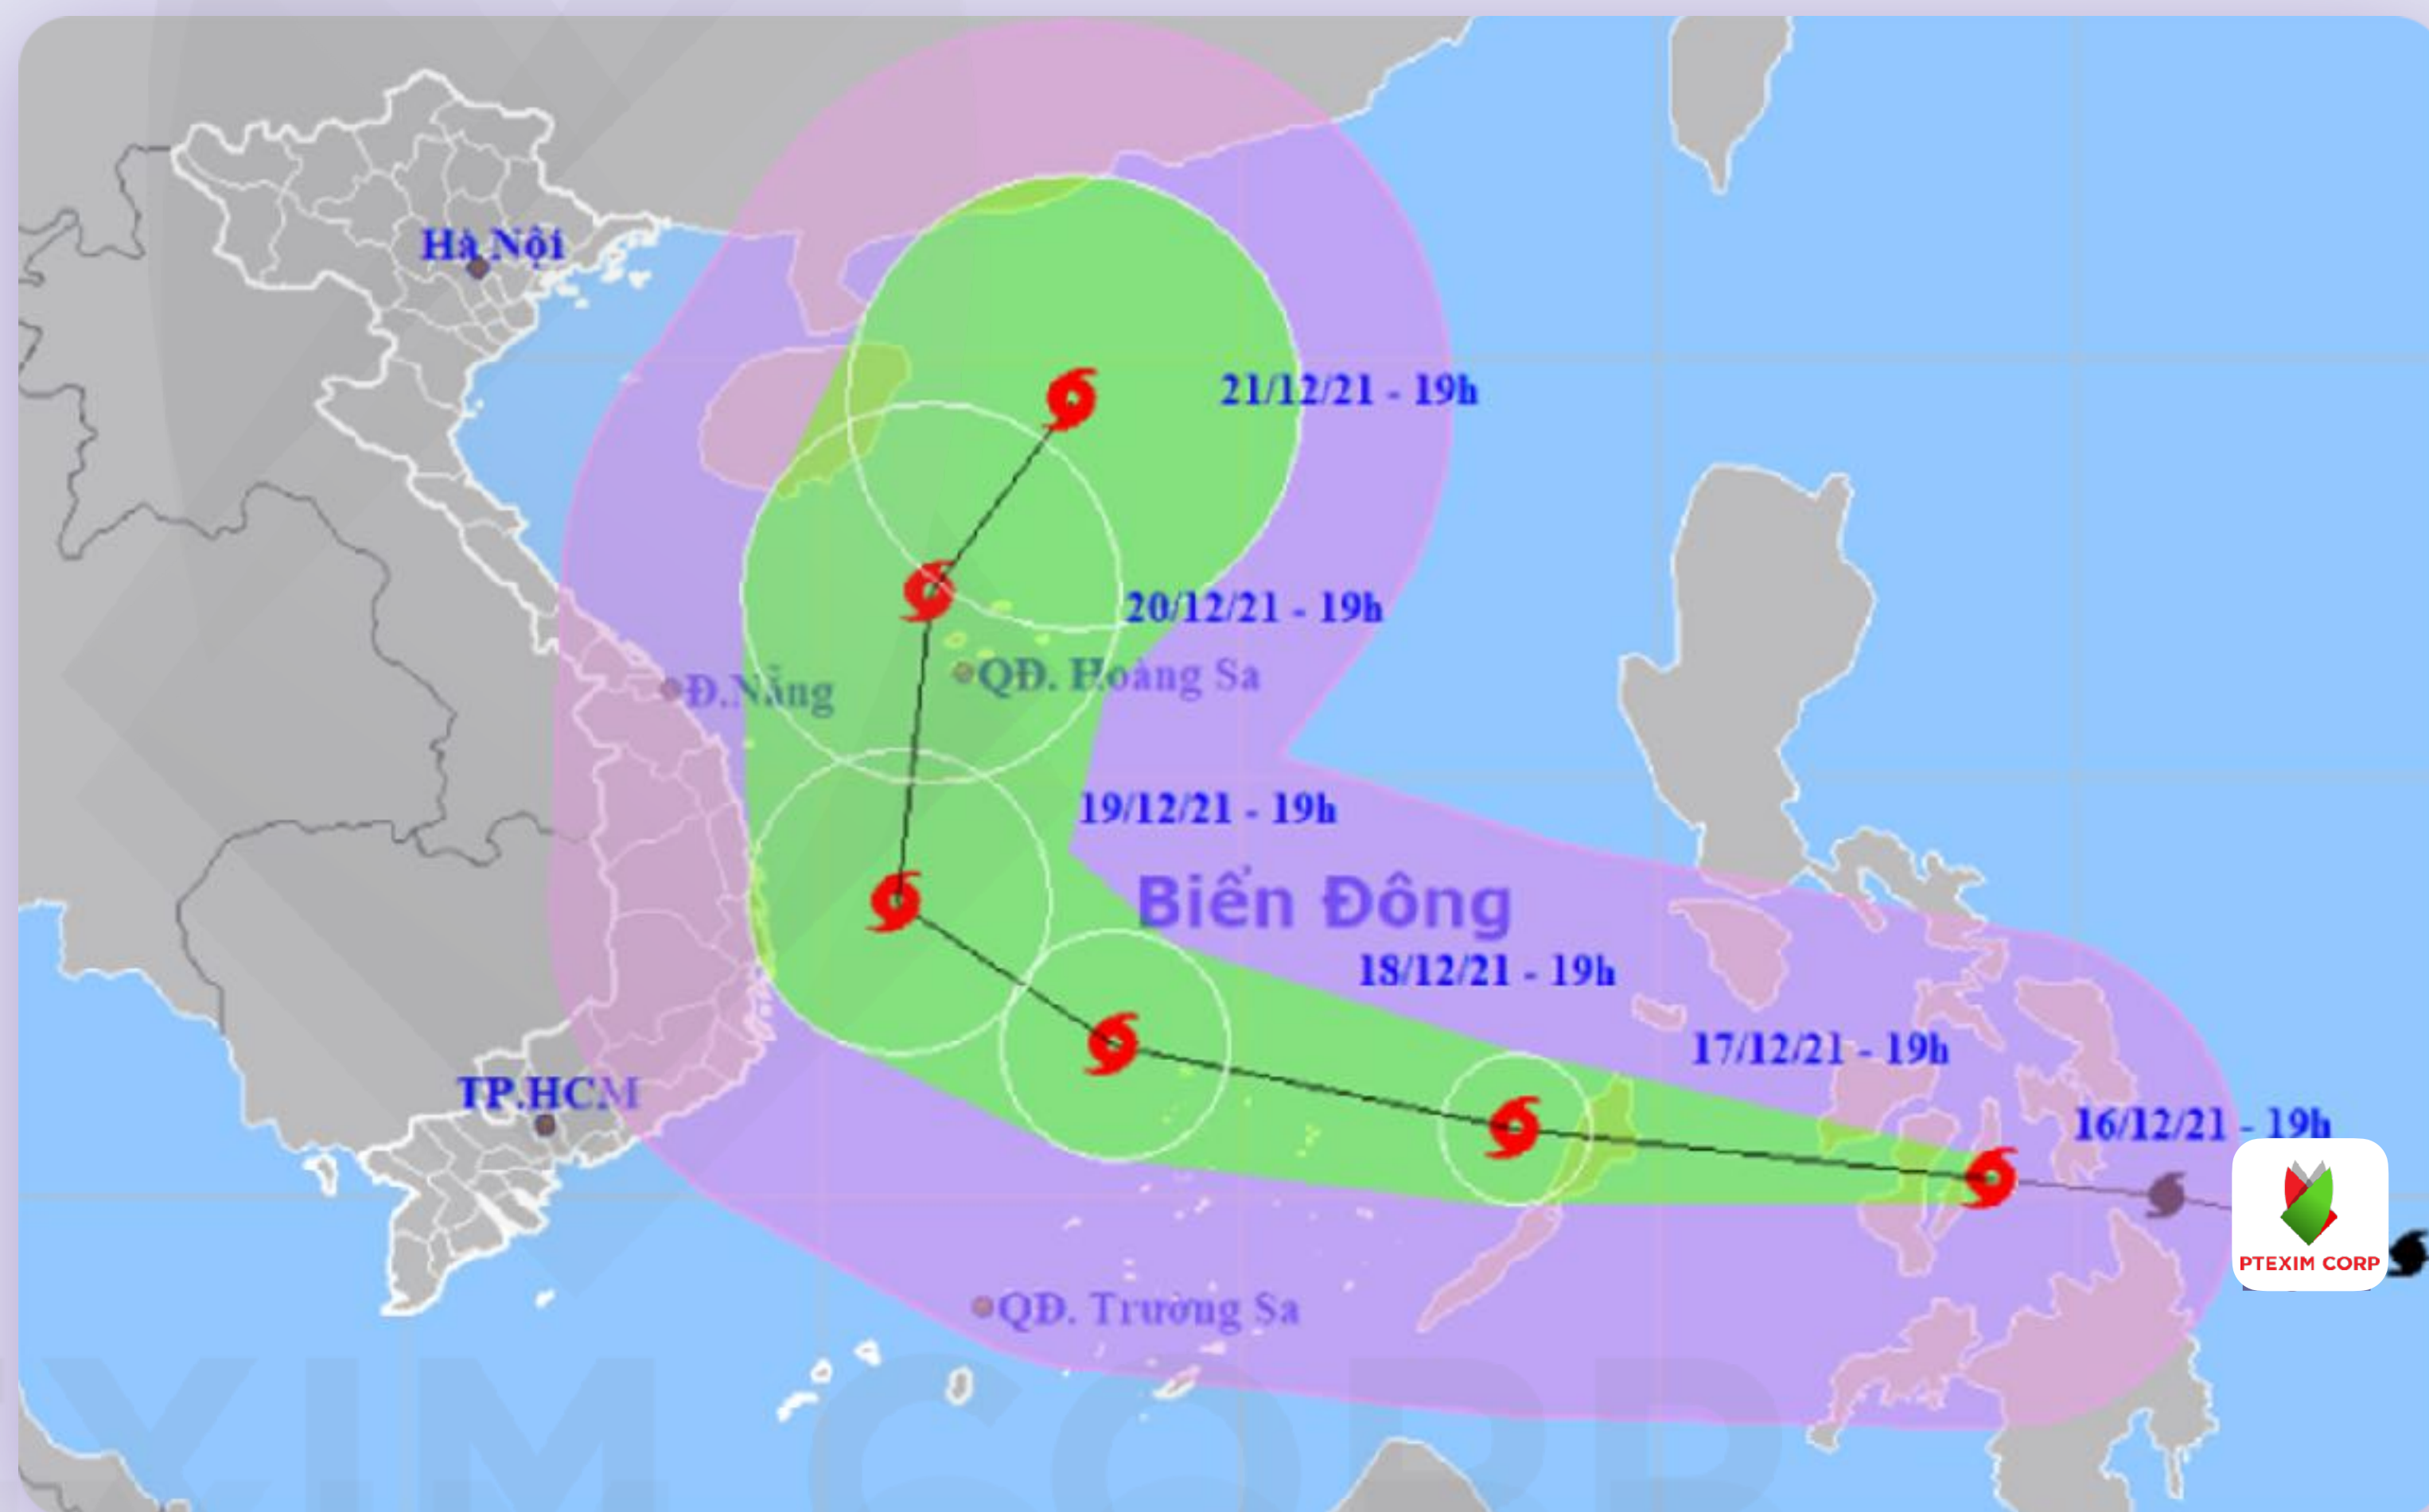 Hà Nội
21/12/21 - 19h
20/12/21 - 19h
QĐ. Hoàng Sa
Đ.Nẵng
19/12/21 - 19h
Biển Đông
18/12/21 - 19h
17/12/21 - 19h
TP.HCM
16/12/21 - 19h
PTEXIM CORP
QĐ. Trường Sa
XIM CORP